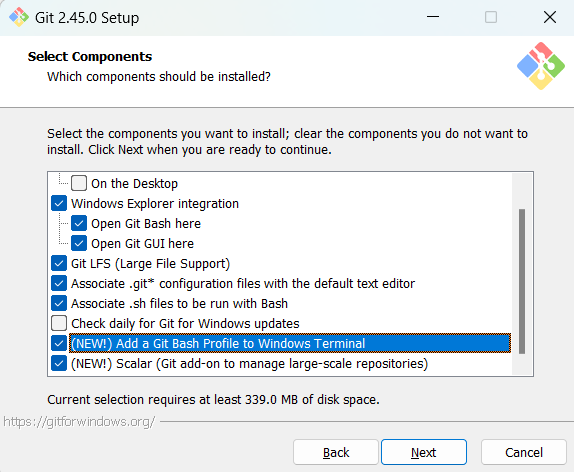 Git 2.45.0 Setup
Select Components
Which components should be installed?
Select the components you want to install; clear the components you do not want to
install. Click Next when you are ready to continue.
On the Desktop
Windows Explorer integration
Open Git Bash here
Open Git GUI here
Git LFS (Large File Support)
Associate .git* configuration files with the default text editor
Associate .sh files to be run with Bash
Check daily for Git for Windows updates
(NEW!) Add a Git Bash Profile to Windows Terminal
(NEW!) Scalar (Git add-on to manage large-scale repositories)
Current selection requires at least 339.0 MB of disk space.
https://gitforwindows.org/
Back Next Cancel